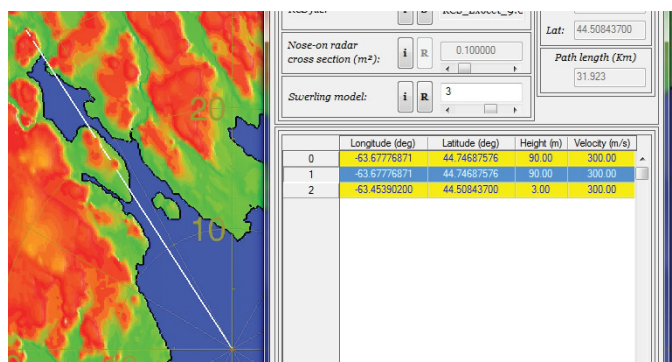 i
Lat: 44.50843700
Nose-on radar
cross section (m²):
i R
0.100000
Path length (Km)
31.923
Swerling model:
i R
3
Longitude (deg) Latitude (deg) Height (m) Velocity (m/s)
0 -63.67776871 44.74687576 90.00 300.00
1 -63.67776871 44.74687576 90.00 300.00
2 -63.45390200 44.50843700 3.00 300.00
20
10